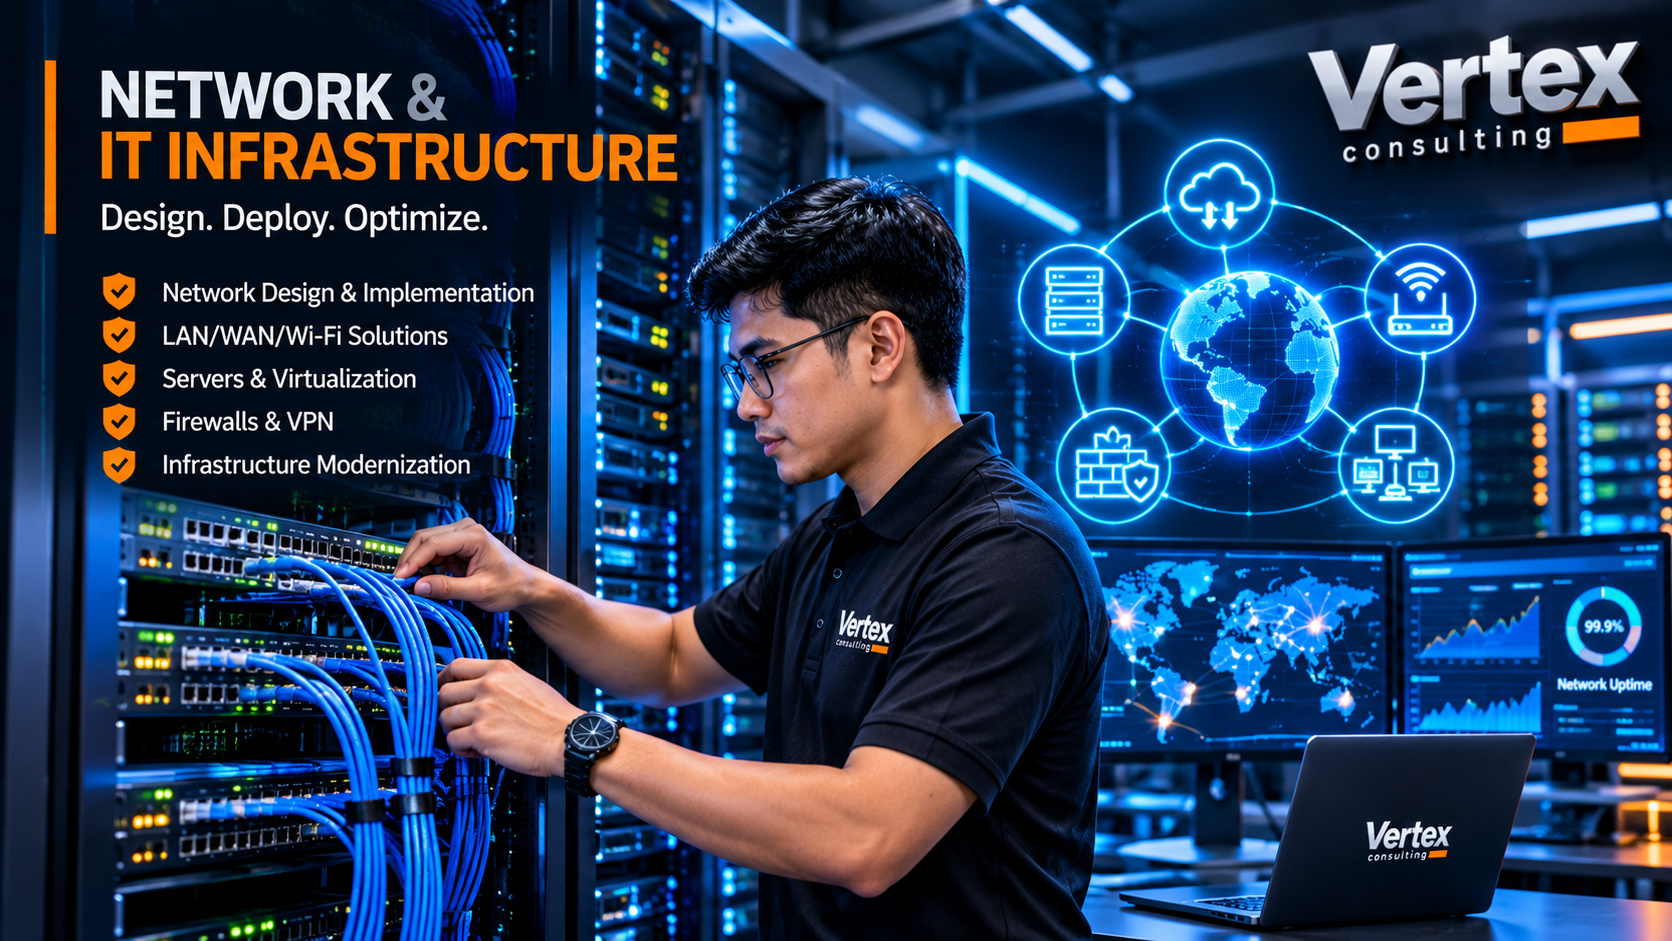 NETWORK &
IT INFRASTRUCTURE
Design. Deploy. Optimize.
Network Design & Implementation
LAN/WAN/Wi-Fi Solutions
Servers & Virtualization
Firewalls & VPN
Infrastructure Modernization
Vertex
consulting
Vertex
consulting
99.9%
Network Uptime
Vertex
consulting